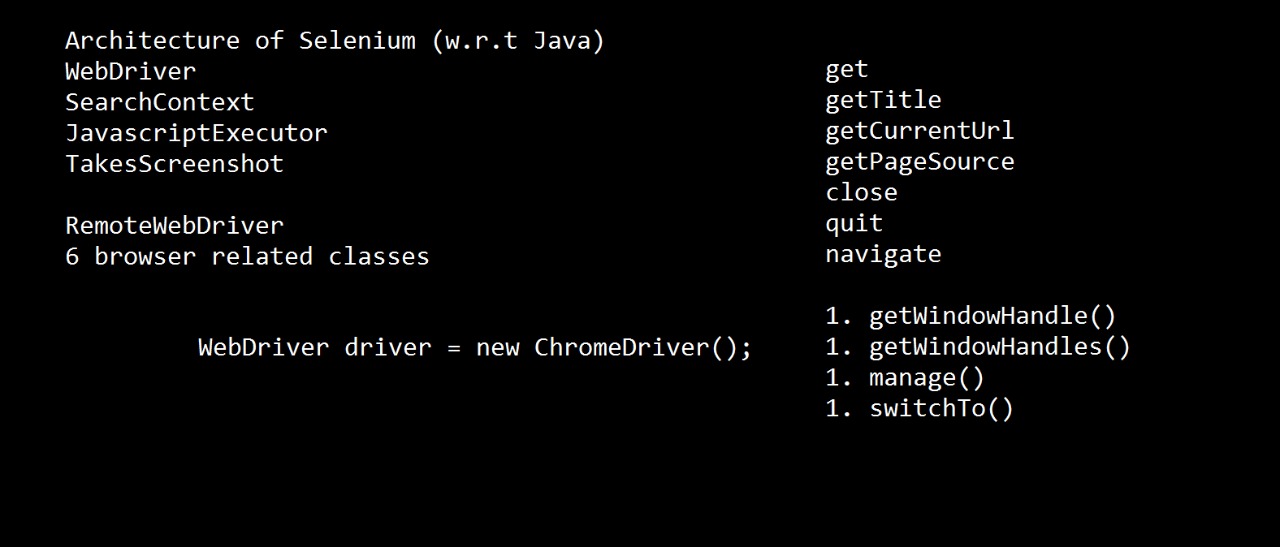 Architecture of Selenium (w.r.t Java)
WebDriver
SearchContext
JavascriptExecutor
TakesScreenshot
RemoteWebDriver
6 browser related classes
WebDriver driver = new ChromeDriver();
get
getTitle
getCurrentUrl
getPageSource
close
quit
navigate
1. getWindowHandle()
1. getWindowHandles()
1. manage()
1. switchTo()